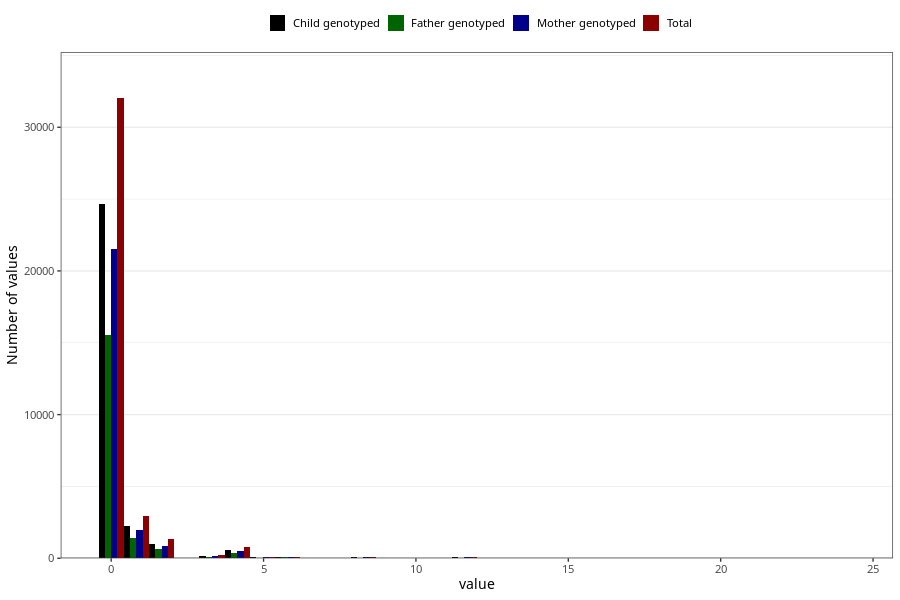 Child genotyped Father genotyped Mother genotyped Total
Number of values
30000
20000
10000
0
0 5 10 15 20 25
value